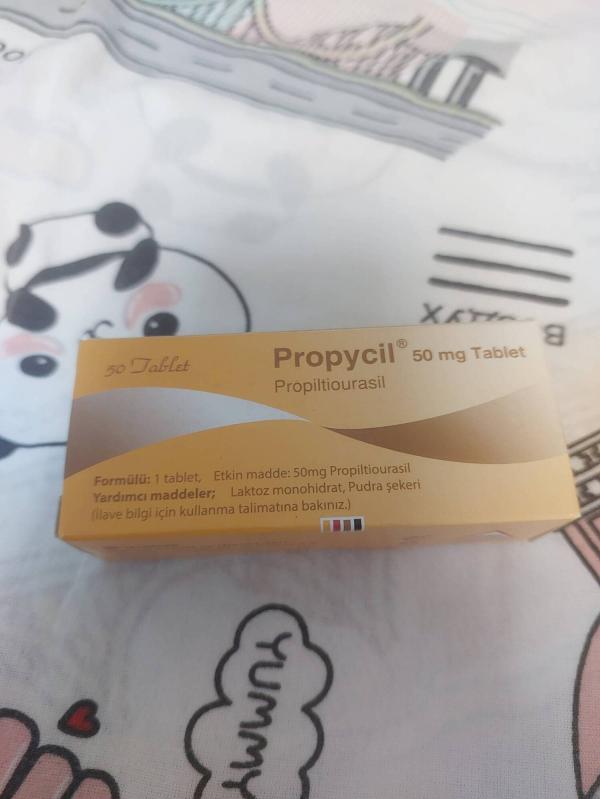 50 Tablet
Propycil® 50 mg Tablet
Propiltiourasil
Formülü: 1 tablet, Etkin madde: 50mg Propiltiourasil
Yardımcı maddeler; Laktoz monohidrat, Pudra şekeri
(İlave bilgi için kullanma talimatına bakınız.)
YUMMY